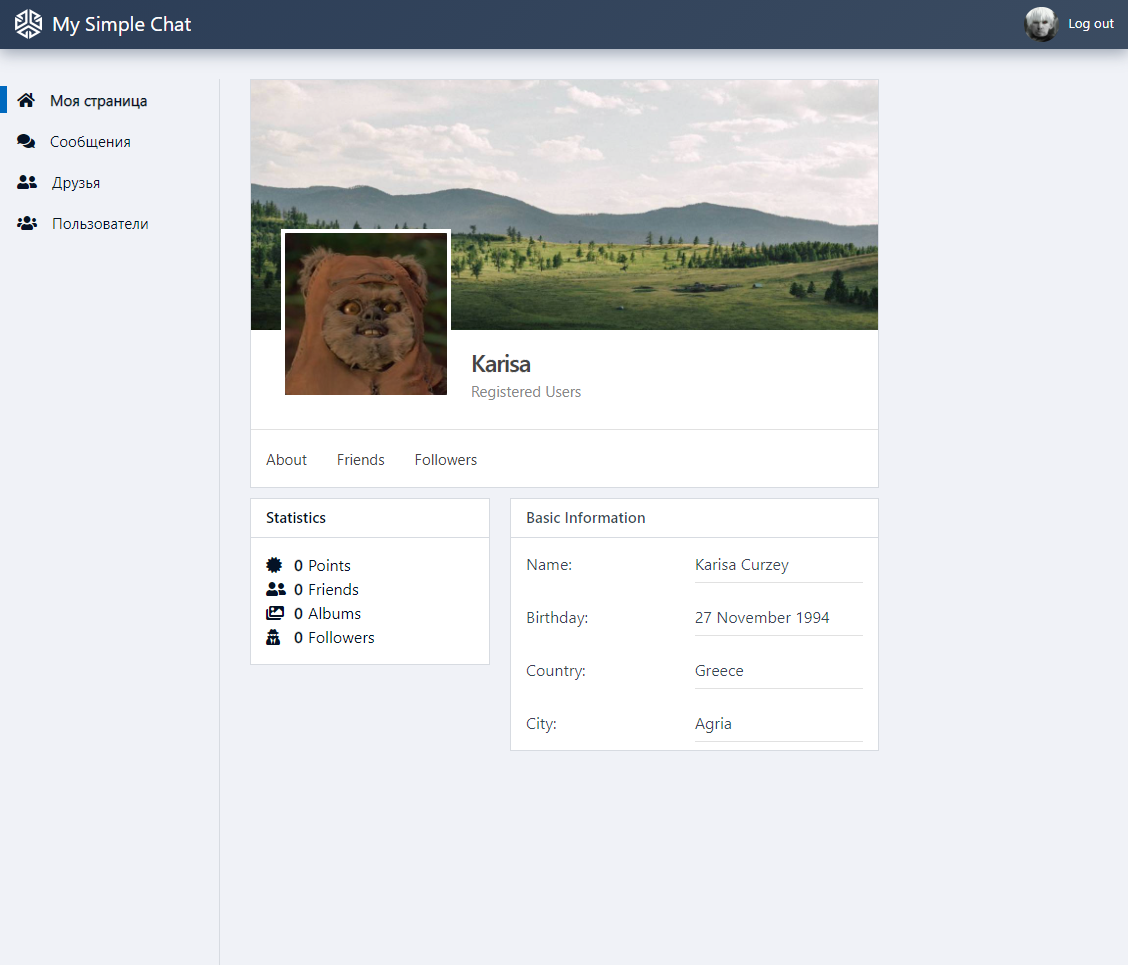 My Simple Chat
Log out
Моя страница
Сообщения
Друзья
Пользователи
Karisa
Registered Users
About Friends Followers
Statistics
0 Points
0 Friends
0 Albums
0 Followers
Basic Information
Name: Karisa Curzey
Birthday: 27 November 1994
Country: Greece
City: Agria